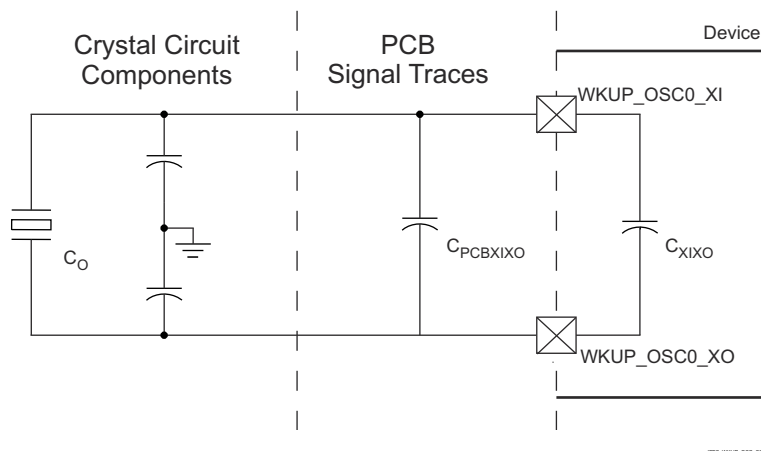 Crystal Circuit
Components
PCB
Signal Traces
Device
WKUP_OSC0_XI
C_O
C_PCBXIXO
C_XIXO
WKUP_OSC0_XO